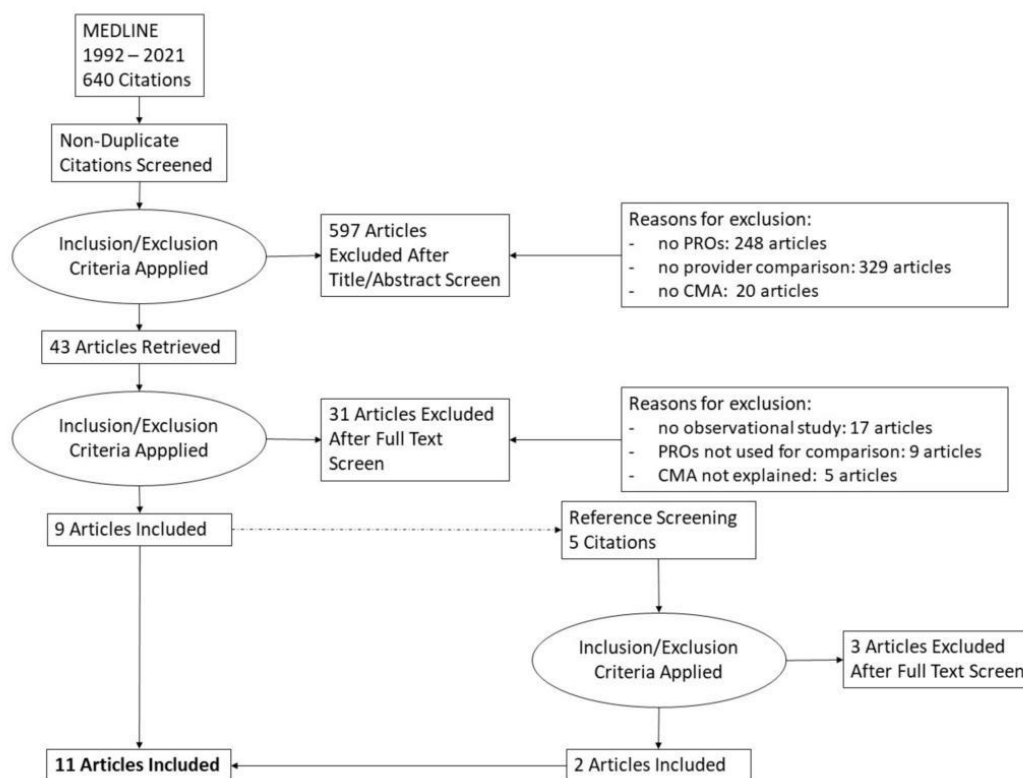 MEDLINE
1992 – 2021
640 Citations
Non-Duplicate
Citations Screened
Inclusion/Exclusion
Criteria Appplied
597 Articles
Excluded After
Title/Abstract Screen
Reasons for exclusion:
- no PROs: 248 articles
- no provider comparison: 329 articles
- no CMA: 20 articles
43 Articles Retrieved
Inclusion/Exclusion
Criteria Appplied
31 Articles Excluded
After Full Text
Screen
Reasons for exclusion:
- no observational study: 17 articles
- PROs not used for comparison: 9 articles
- CMA not explained: 5 articles
9 Articles Included
Reference Screening
5 Citations
Inclusion/Exclusion
Criteria Applied
3 Articles Excluded
After Full Text Screen
11 Articles Included
2 Articles Included